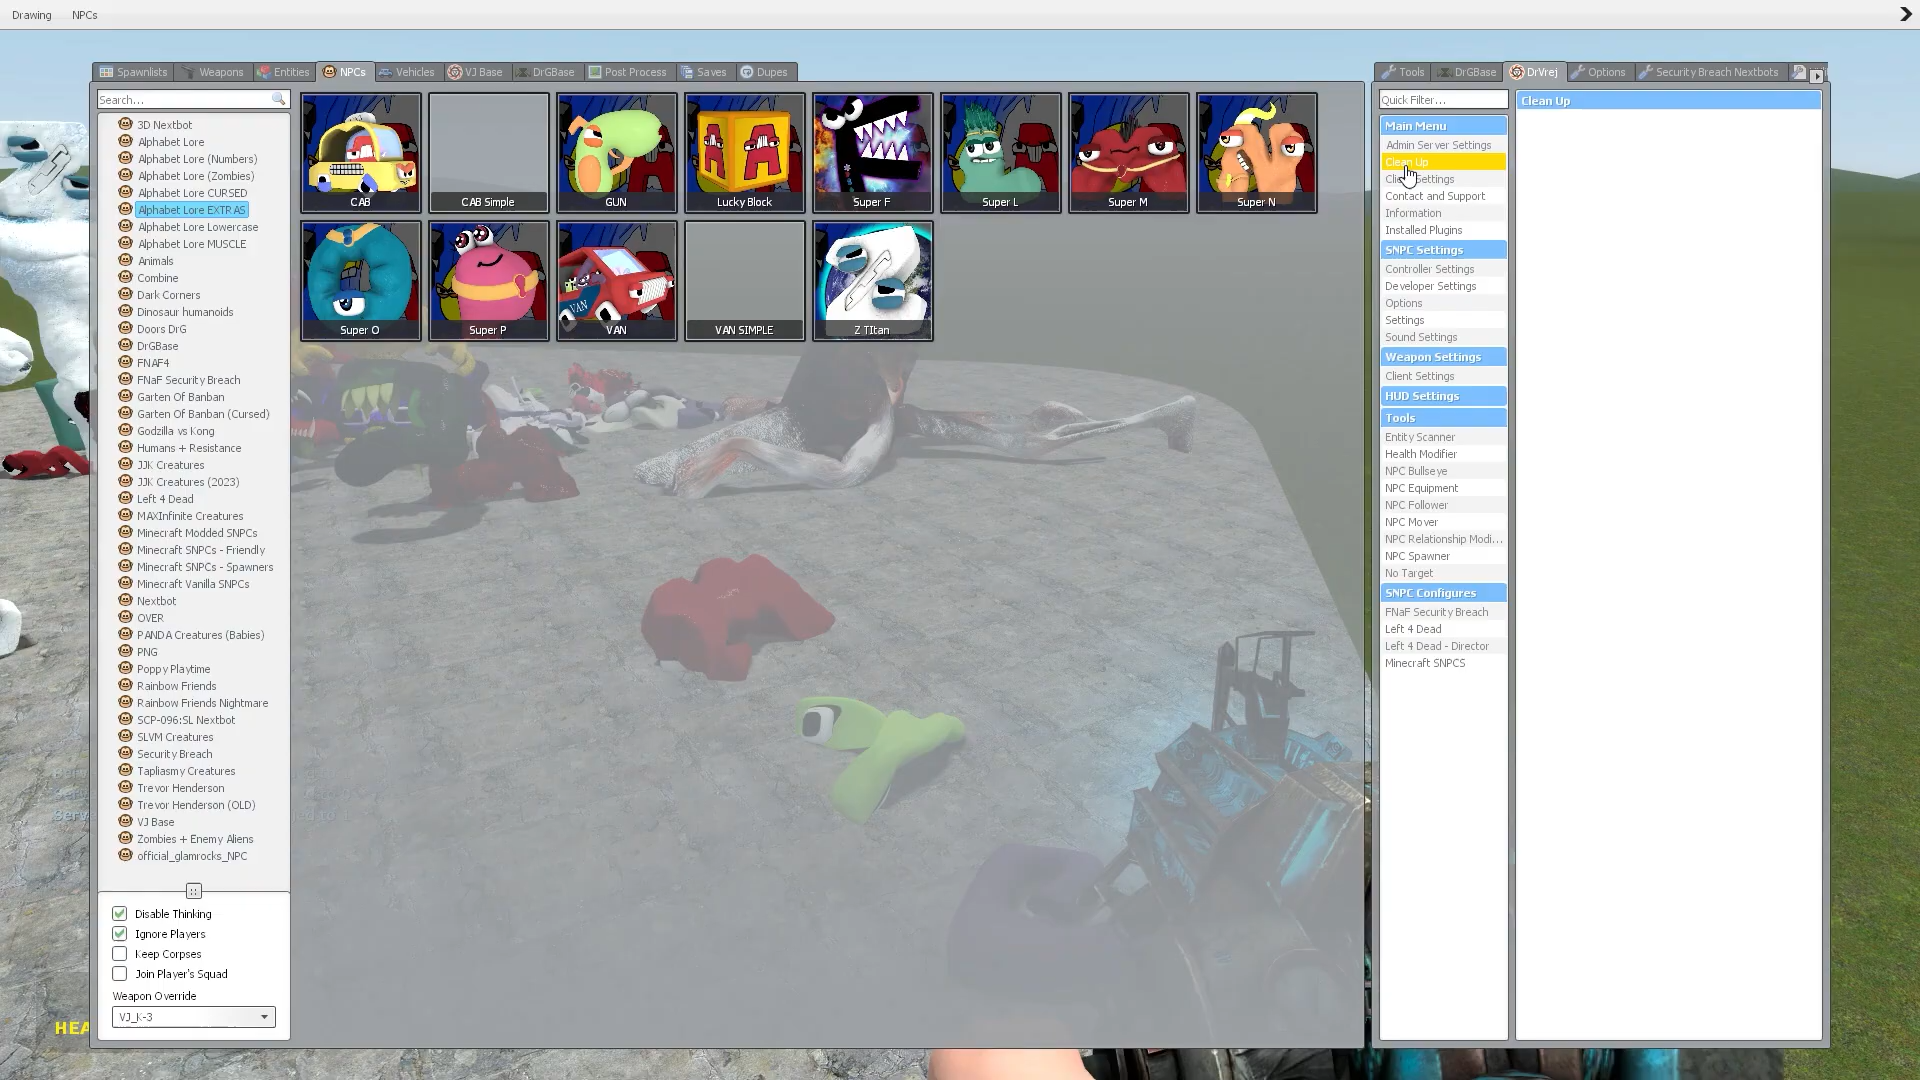 Drawing NPCs
Spawnlists Weapons Entities NPCs Vehicles VJ Base DrGBase Post Process Saves Dupes
Search...
3D Nextbot
Alphabet Lore
Alphabet Lore (Numbers)
Alphabet Lore (Zombies)
Alphabet Lore CURSED
Alphabet Lore EXTRAS
Alphabet Lore Lowercase
Alphabet Lore MUSCLE
Animals
Combine
Dark Corners
Dinosaur humanoids
Doors DrG
DrGBase
FNAF4
FNaF Security Breach
Garten Of Banban
Garten Of Banban (Cursed)
Godzilla vs Kong
Humans + Resistance
JJK Creatures
JJK Creatures (2023)
Left 4 Dead
MAXInfinite Creatures
Minecraft Modded SNPCs
Minecraft SNPCs - Friendly
Minecraft SNPCs - Spawners
Minecraft Vanilla SNPCs
Nextbot
OVER
PANDA Creatures (Babies)
PNG
Poppy Playtime
Rainbow Friends
Rainbow Friends Nightmare
SCP-096:SL Nextbot
SLVM Creatures
Security Breach
Tapliasmy Creatures
Trevor Henderson
Trevor Henderson (OLD)
VJ Base
Zombies + Enemy Aliens
official_glamrocks_NPC
Disable Thinking
Ignore Players
Keep Corpses
Join Player's Squad
Weapon Override
VJ_K-3
HEA
CAB CAB Simple GUN Lucky Block Super F Super L Super M Super N
Super O Super P VAN VAN SIMPLE Z TItan
VAN
Tools DRGBase DrVrej Options Security Breach Nextbots
Quick Filter...
Main Menu
Admin Server Settings
Clean Up
Client Settings
Contact and Support
Information
Installed Plugins
SNPC Settings
Controller Settings
Developer Settings
Options
Settings
Sound Settings
Weapon Settings
Client Settings
HUD Settings
Tools
Entity Scanner
Health Modifier
NPC Bullseye
NPC Equipment
NPC Follower
NPC Mover
NPC Relationship Modi...
NPC Spawner
No Target
SNPC Configures
FNaF Security Breach
Left 4 Dead
Left 4 Dead - Director
Minecraft SNPCS
Clean Up